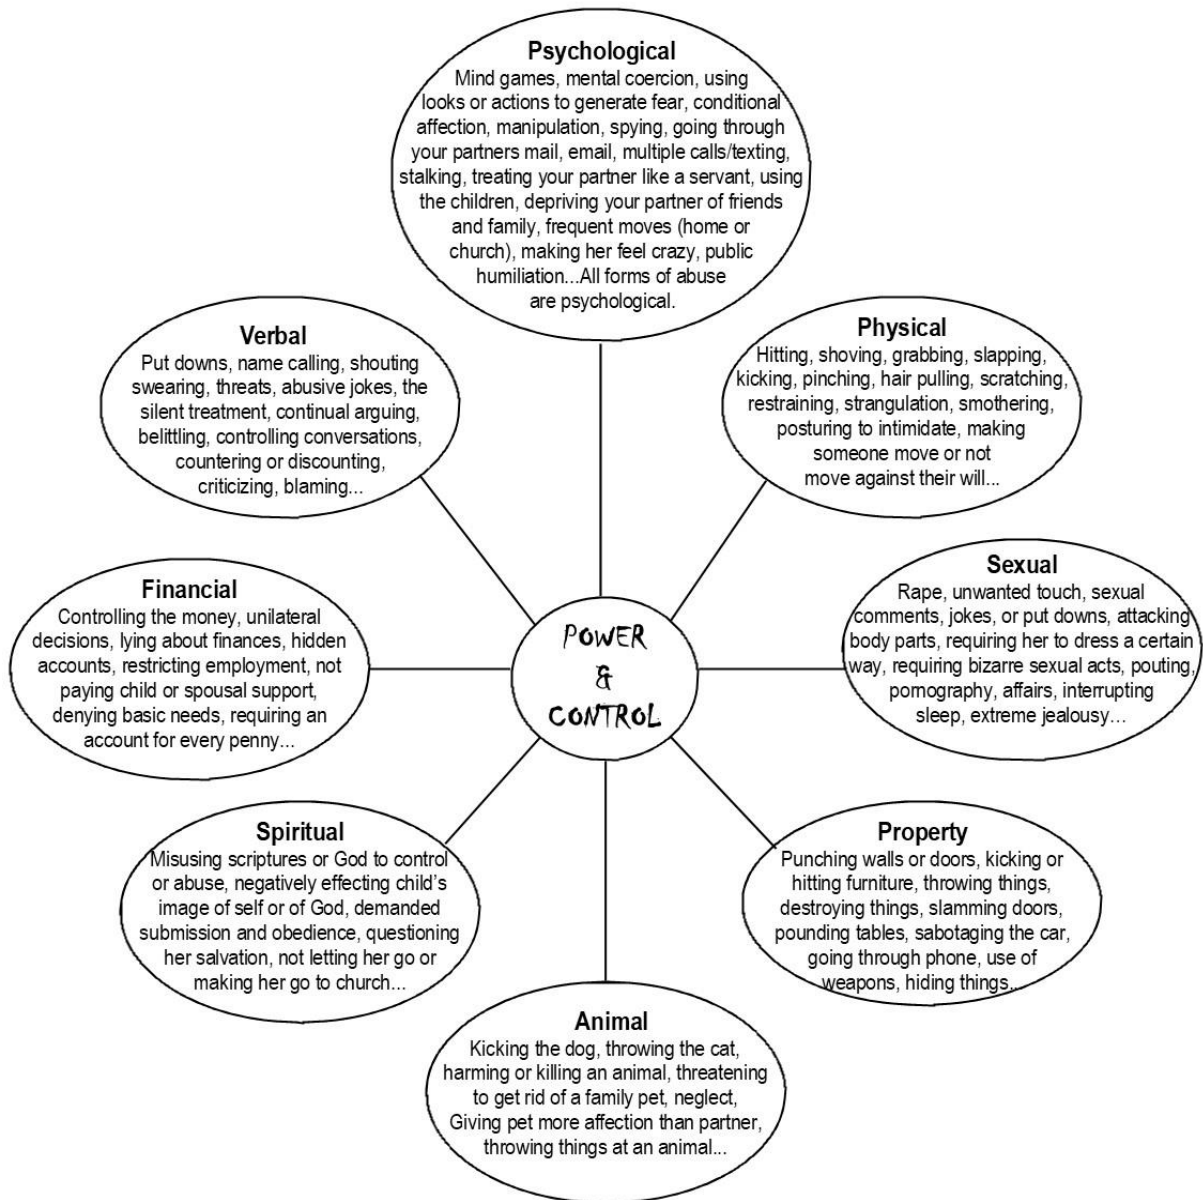 Psychological
Mind games, mental coercion, using
looks or actions to generate fear, conditional
affection, manipulation, spying, going through
your partners mail, email, multiple calls/texting,
stalking, treating your partner like a servant, using
the children, depriving your partner of friends
and family, frequent moves (home or
church), making her feel crazy, public
humiliation...All forms of abuse
are psychological.
Verbal
Put downs, name calling, shouting
swearing, threats, abusive jokes, the
silent treatment, continual arguing,
belittling, controlling conversations,
countering or discounting,
criticizing, blaming...
Physical
Hitting, shoving, grabbing, slapping,
kicking, pinching, hair pulling, scratching,
restraining, strangulation, smothering,
posturing to intimidate, making
someone move or not
move against their will...
Financial
Controlling the money, unilateral
decisions, lying about finances, hidden
accounts, restricting employment, not
paying child or spousal support,
denying basic needs, requiring an
account for every penny...
POWER
&
CONTROL
Sexual
Rape, unwanted touch, sexual
comments, jokes, or put downs, attacking
body parts, requiring her to dress a certain
way, requiring bizarre sexual acts, pouting,
pornography, affairs, interrupting
sleep, extreme jealousy...
Spiritual
Misusing scriptures or God to control
or abuse, negatively effecting child's
image of self or of God, demanded
submission and obedience, questioning
her salvation, not letting her go or
making her go to church...
Property
Punching walls or doors, kicking or
hitting furniture, throwing things,
destroying things, slamming doors,
pounding tables, sabotaging the car,
going through phone, use of
weapons, hiding things...
Animal
Kicking the dog, throwing the cat,
harming or killing an animal, threatening
to get rid of a family pet, neglect,
Giving pet more affection than partner,
throwing things at an animal...